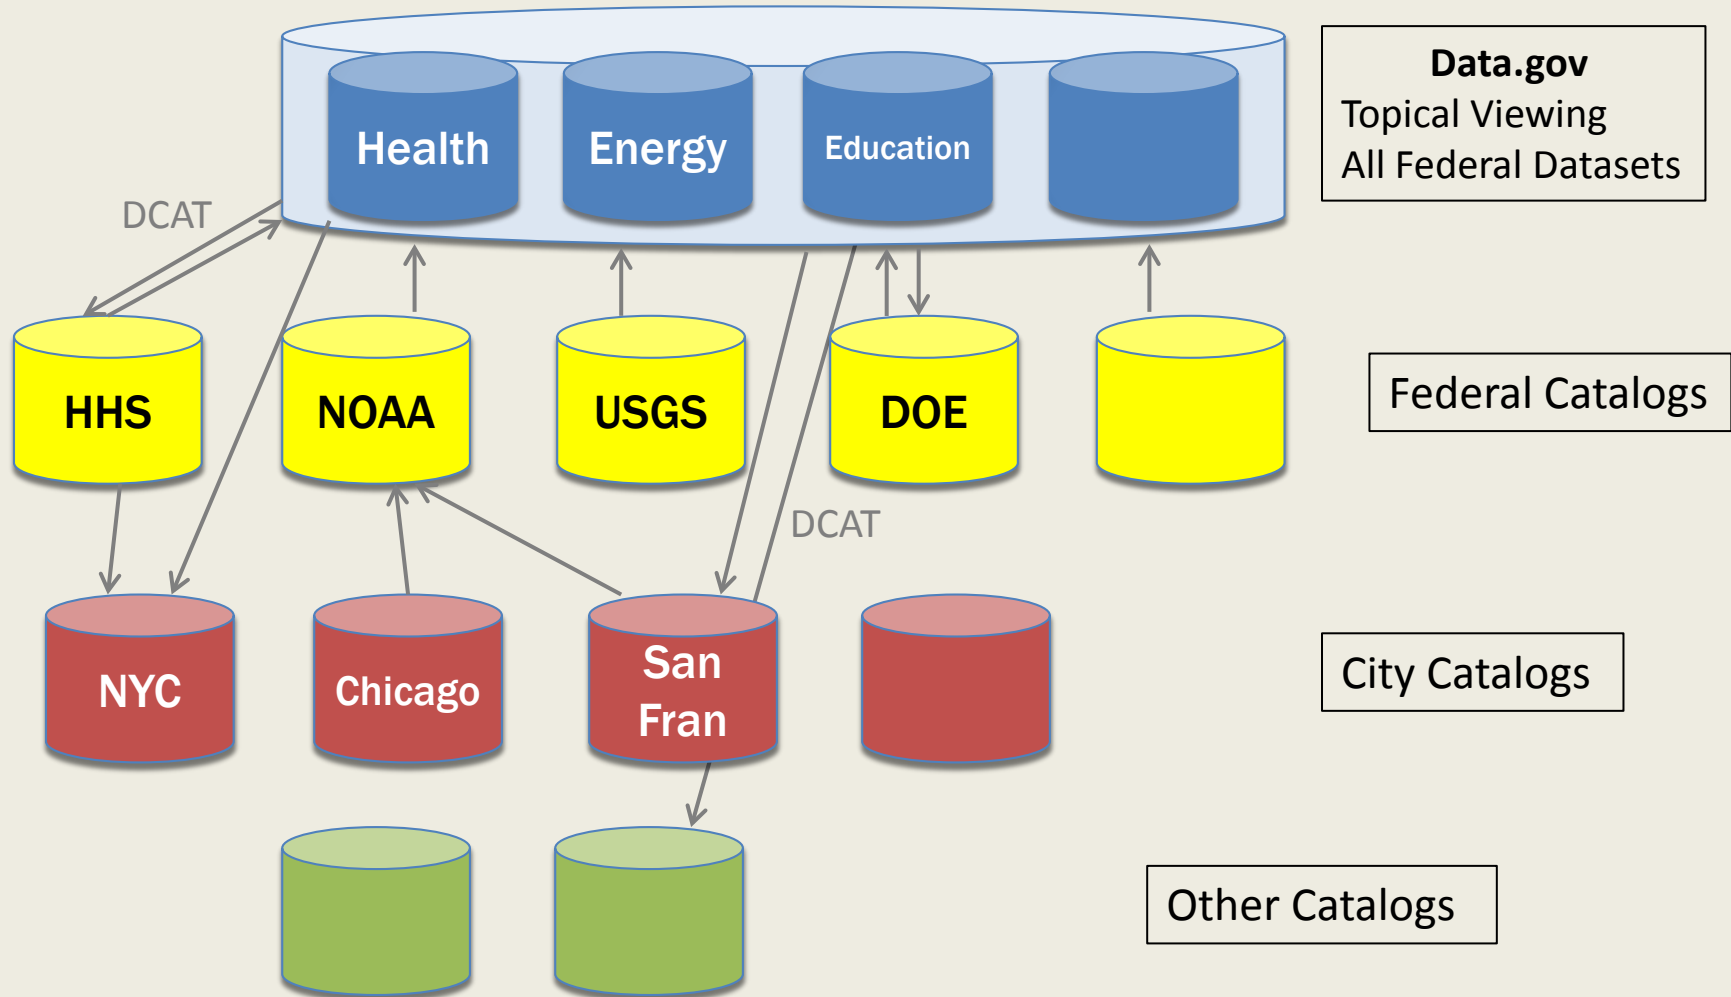 Data.gov
Topical Viewing
All Federal Datasets
Health
Energy
Education
DCAT
HHS
NOAA
USGS
DOE
Federal Catalogs
DCAT
NYC
Chicago
San
Fran
City Catalogs
Other Catalogs